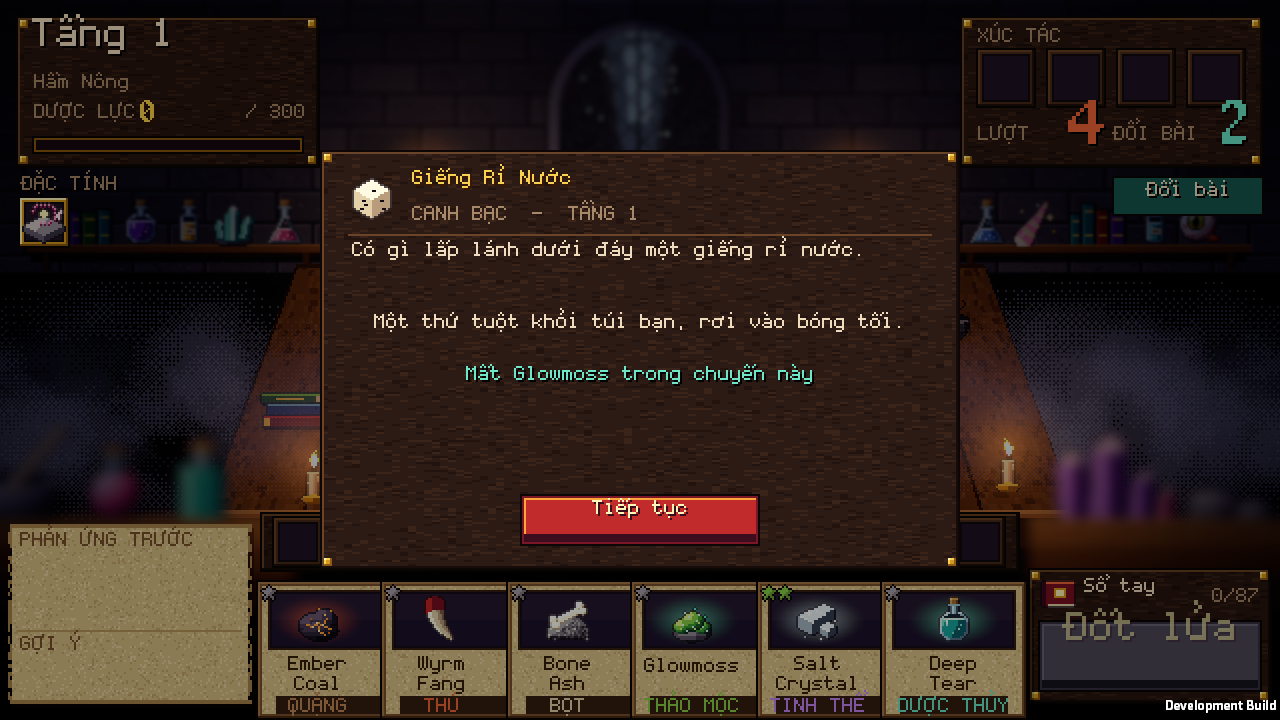 Tầng 1
Hầm Nông
DƯỢC LỰC 0 / 300
ĐẶC TÍNH
XÚC TÁC
LƯỢT 4 ĐỔI BÀI 2
Đổi bài
Giếng Rỉ Nước
CANH BẠC - TẦNG 1
Có gì lấp lánh dưới đáy một giếng rỉ nước.
Một thứ tuột khỏi túi bạn, rơi vào bóng tối.
Mất Glowmoss trong chuyến này
Tiếp tục
PHẢN ỨNG TRƯỚC
GỢI Ý
Ember Coal
QUẶNG
Wyrm Fang
THÚ
Bone Ash
BỘT
Glowmoss
THẢO MỘC
Salt Crystal
TINH THỂ
Deep Tear
DƯỢC THỦY
Sổ tay
0/87
Đốt lửa
Development Build